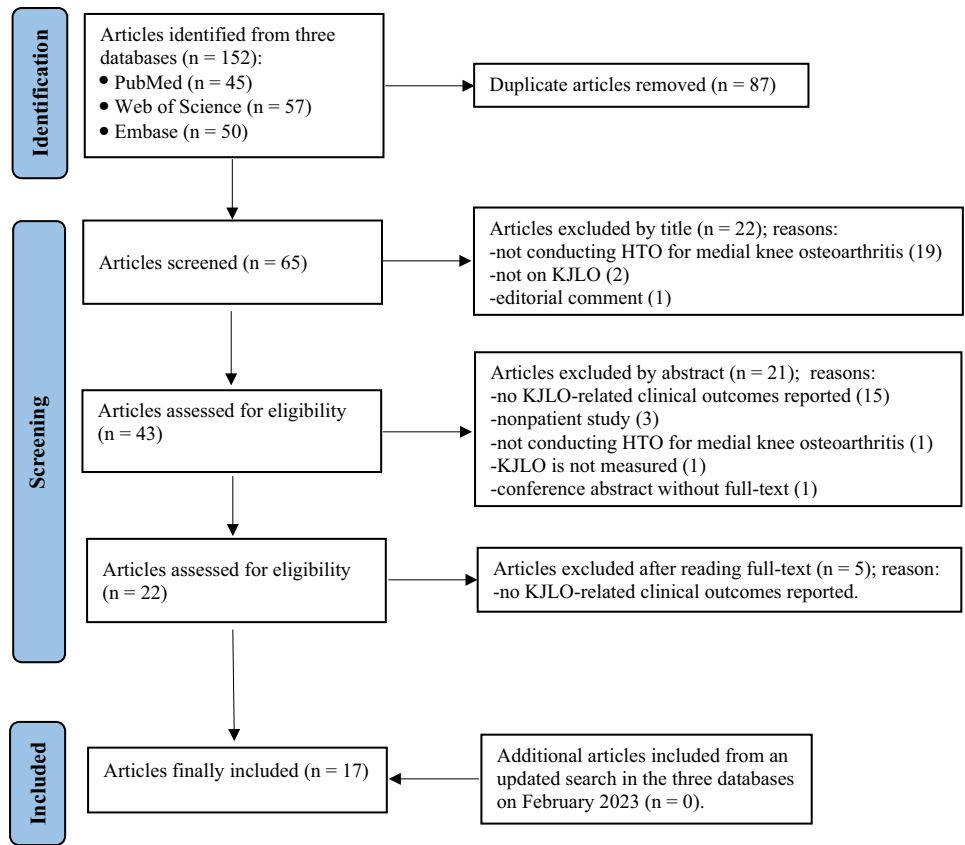 Identification
Articles identified from three
databases (n = 152):
• PubMed (n = 45)
• Web of Science (n = 57)
• Embase (n = 50)
Duplicate articles removed (n = 87)
Screening
Articles screened (n = 65)
Articles excluded by title (n = 22); reasons:
-not conducting HTO for medial knee osteoarthritis (19)
-not on KJLO (2)
-editorial comment (1)
Articles assessed for eligibility
(n = 43)
Articles excluded by abstract (n = 21);  reasons:
-no KJLO-related clinical outcomes reported (15)
-nonpatient study (3)
-not conducting HTO for medial knee osteoarthritis (1)
-KJLO is not measured (1)
-conference abstract without full-text (1)
Articles assessed for eligibility
(n = 22)
Articles excluded after reading full-text (n = 5); reason:
-no KJLO-related clinical outcomes reported.
Included
Articles finally included (n = 17)
Additional articles included from an
updated search in the three databases
on February 2023 (n = 0).